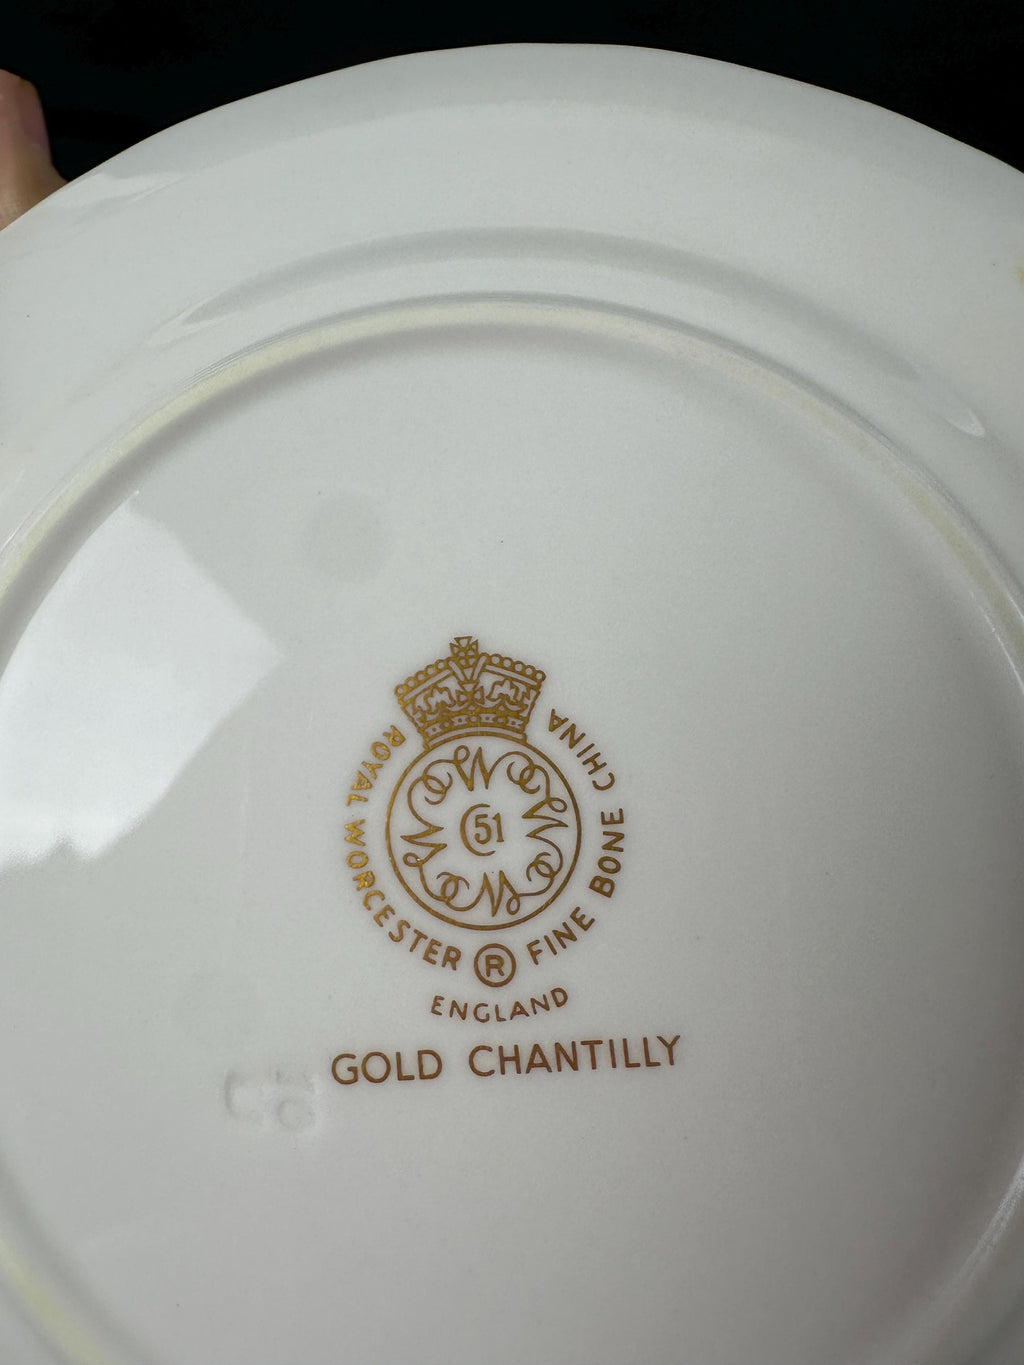 ROYAL WORCESTER ® FINE BONE CHINA
51
ENGLAND
GOLD CHANTILLY